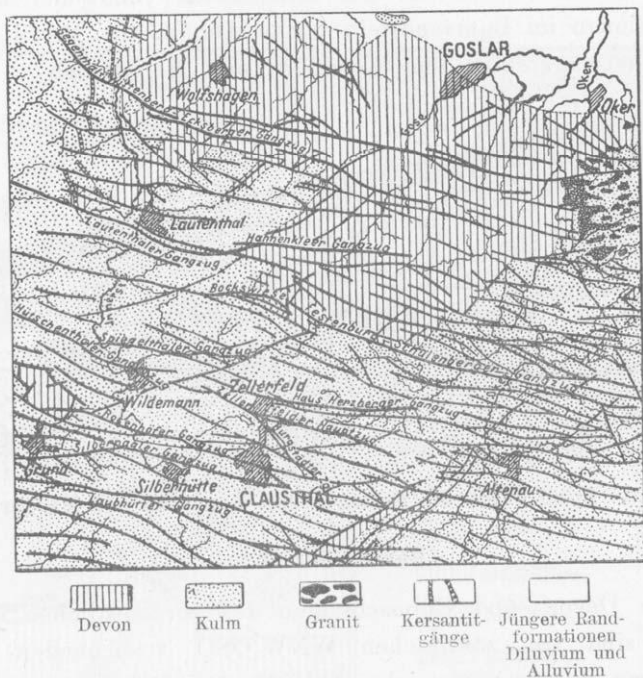 GOSLAR
Oker
Oker
Wolfshagen
Gose
Gangzug
Lautenthal
Lautenthaler Gangzug
Hahnenkleer Gangzug
Bockswieser
Festenburg-Schulenberger Gangzug
Spiegelthaler Gangzug
Wildemann
Zellerfeld
Haus Herzberger Gangzug
Zellerfelder Hauptzug
Rosenhöfer Gangzug
Silbernaaler Gangzug
Grund
Silberhütte
CLAUSTHAL
Altenau
Laubhütter Gangzug
Devon
Kulm
Granit
Kersantit-
gänge
Jüngere Rand-
formationen
Diluvium und
Alluvium